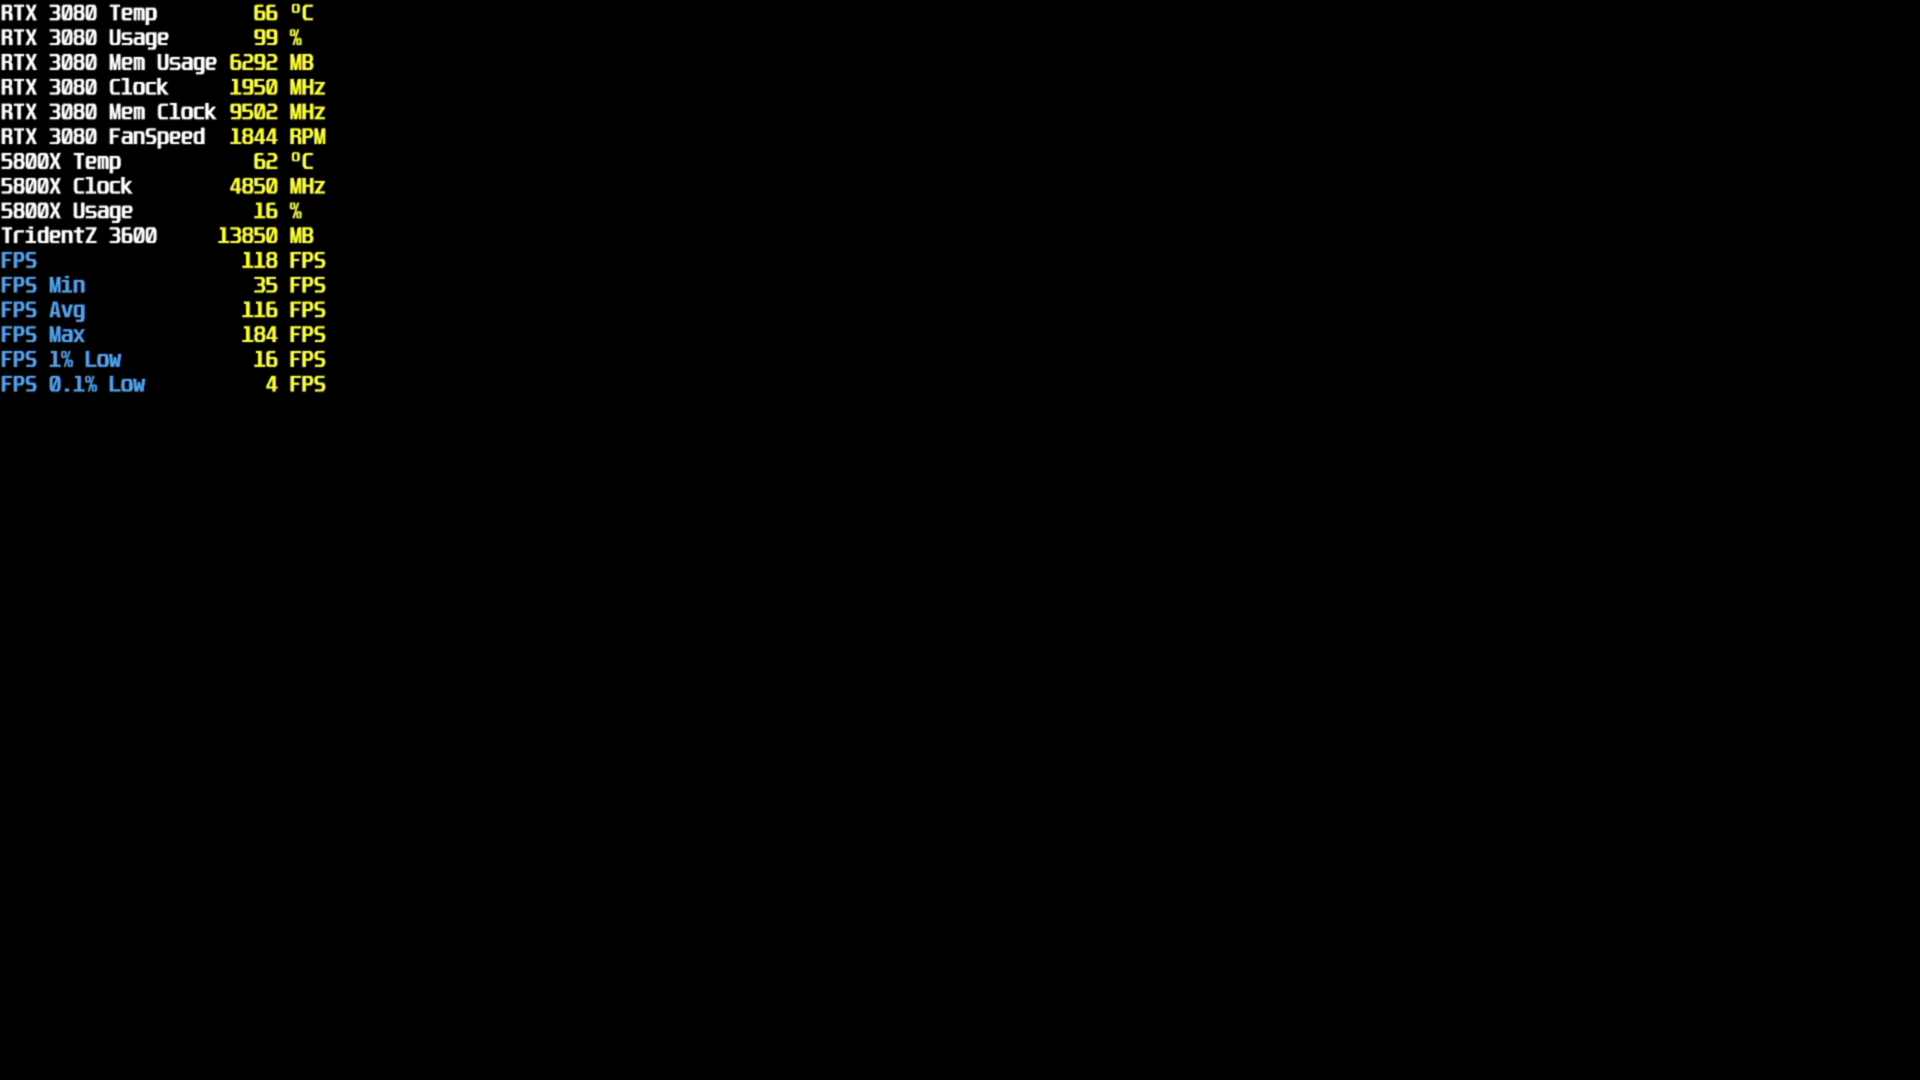 RTX 3080 Temp 66 ºC
RTX 3080 Usage 99 %
RTX 3080 Mem Usage 6292 MB
RTX 3080 Clock 1950 MHz
RTX 3080 Mem Clock 9502 MHz
RTX 3080 FanSpeed 1844 RPM
5800X Temp 62 ºC
5800X Clock 4850 MHz
5800X Usage 16 %
TridentZ 3600 13850 MB
FPS 118 FPS
FPS Min 35 FPS
FPS Avg 116 FPS
FPS Max 184 FPS
FPS 1% Low 16 FPS
FPS 0.1% Low 4 FPS